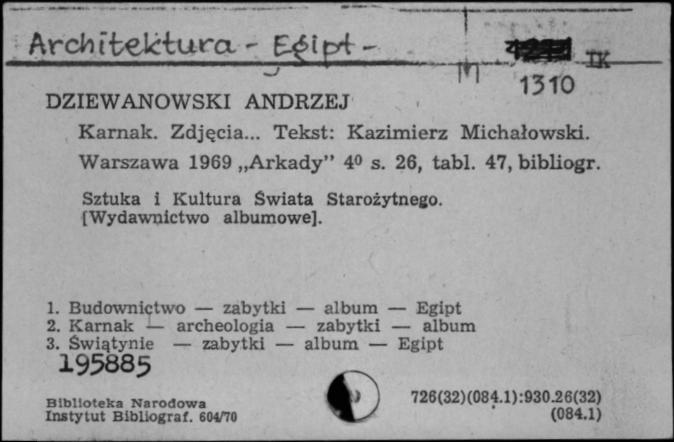 Architektura - Egipt -
IK
1310
DZIEWANOWSKI ANDRZEJ
Karnak. Zdjęcia... Tekst: Kazimierz Michałowski.
Warszawa 1969 „Arkady” 4⁰ s. 26, tabl. 47, bibliogr.
Sztuka i Kultura Świata Starożytnego.
[Wydawnictwo albumowe].
1. Budownictwo — zabytki — album — Egipt
2. Karnak — archeologia — zabytki — album
3. Świątynie — zabytki — album — Egipt
195885
Biblioteka Narodowa
Instytut Bibliograf. 604/70
726(32)(084.1):930.26(32)
(084.1)